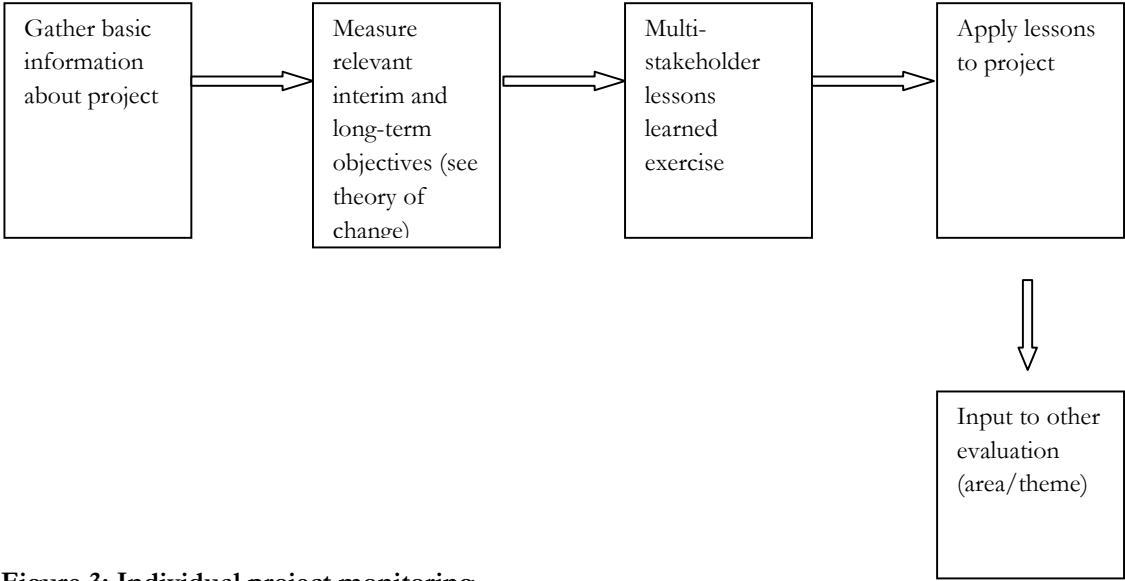 Gather basic
information
about project
Measure
relevant
interim and
long-term
objectives (see
theory of
change)
Multi-
stakeholder
lessons
learned
exercise
Apply lessons
to project
Input to other
evaluation
(area/theme)
Figure 3: Individual project monitoring